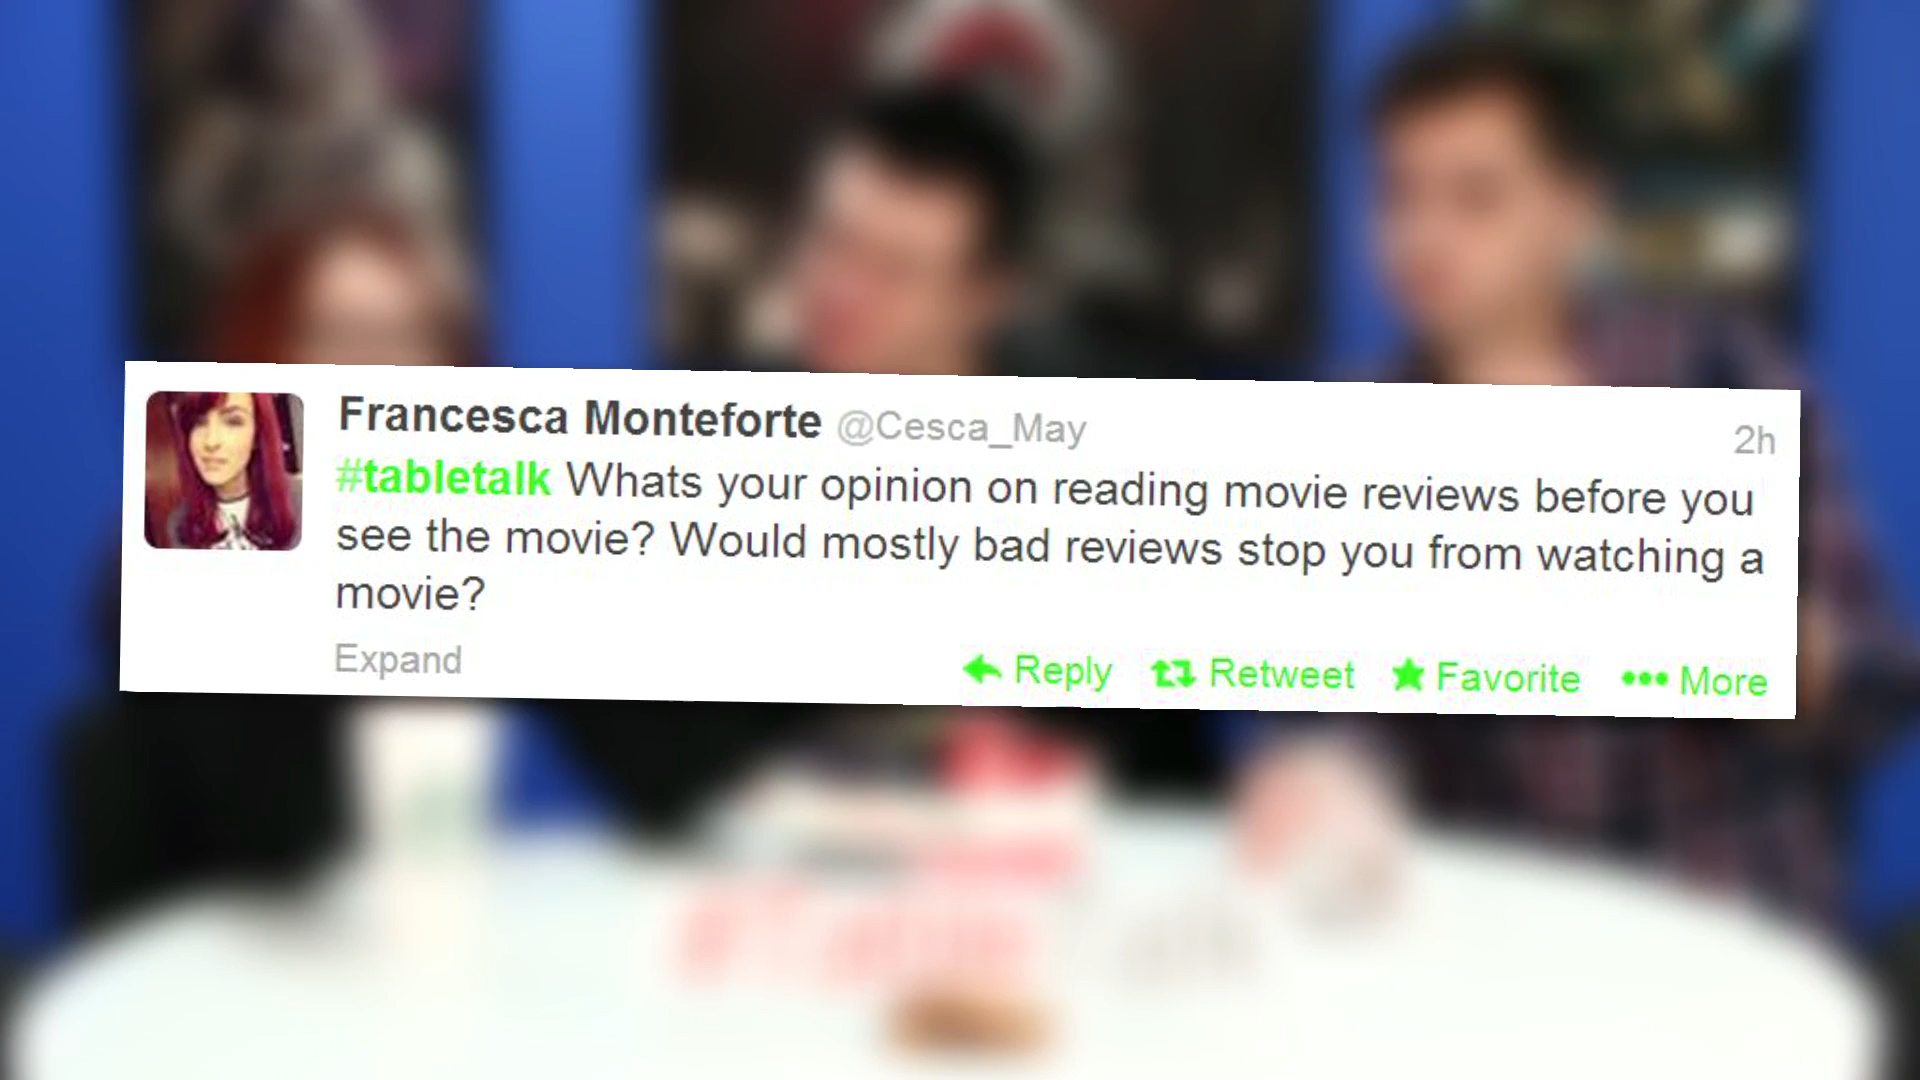 Francesca Monteforte @Cesca_May 2h
#tabletalk Whats your opinion on reading movie reviews before you
see the movie? Would mostly bad reviews stop you from watching a
movie?
Expand Reply Retweet Favorite More